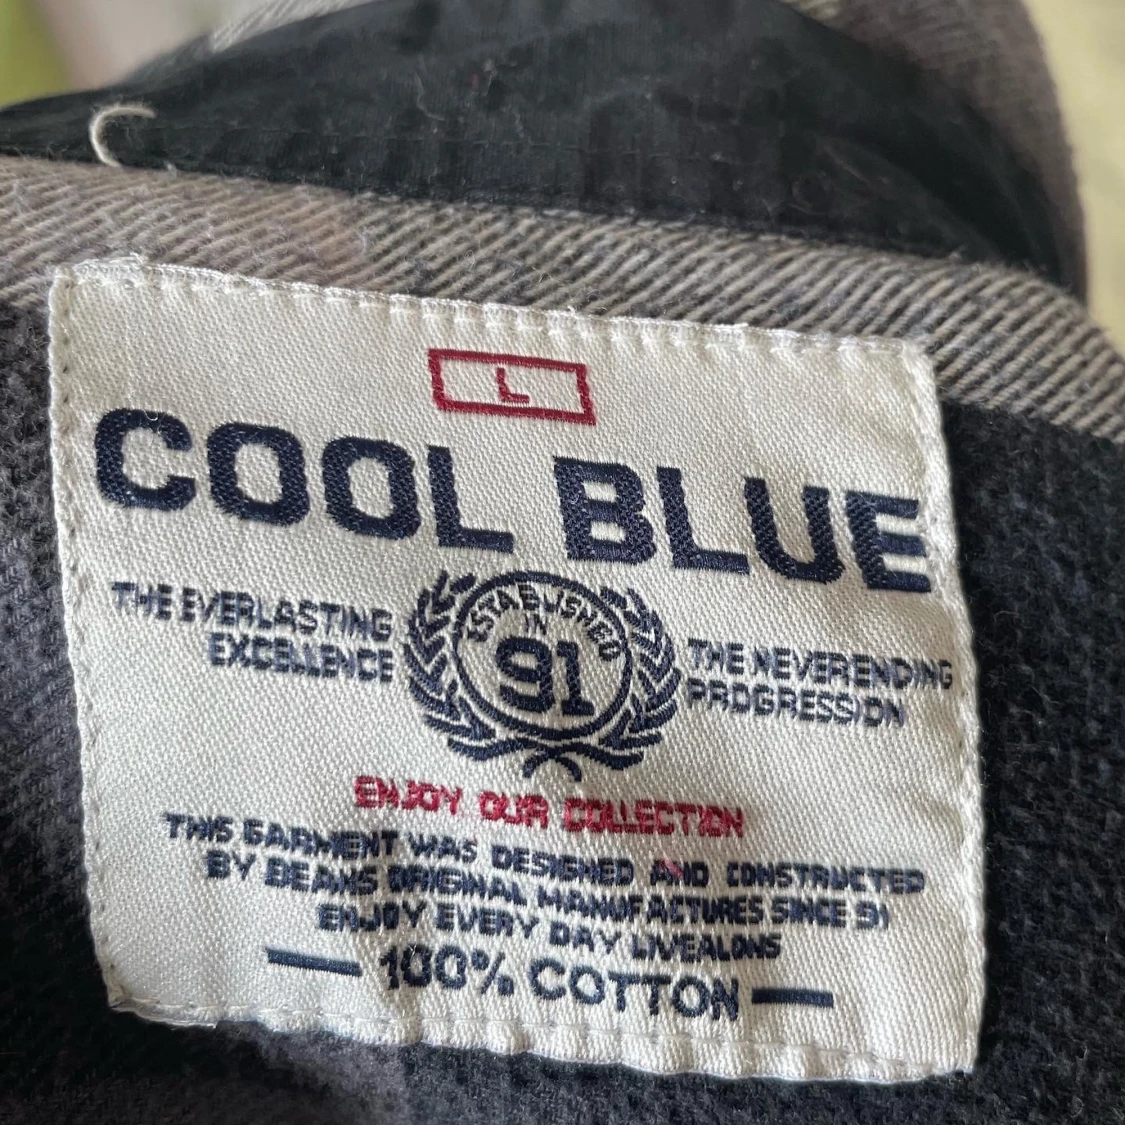 L
COOL BLUE
THE EVERLASTING
EXCELLENCE
ESTABLISHED
IN
91
THE NEVERENDING
PROGRESSION
ENJOY OUR COLLECTION
THIS GARMENT WAS DESIGNED AND CONSTRUCTED
BY BEAMS ORIGINAL MANUFACTURES SINCE 91
ENJOY EVERY DAY LIVEALONS
100% COTTON